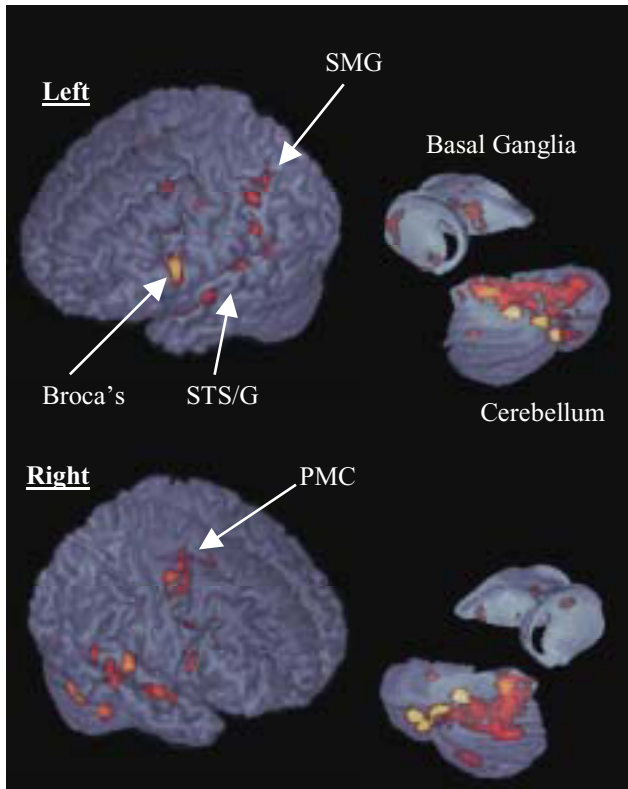 SMG
Left
Basal Ganglia
Broca’s
STS/G
Cerebellum
Right
PMC